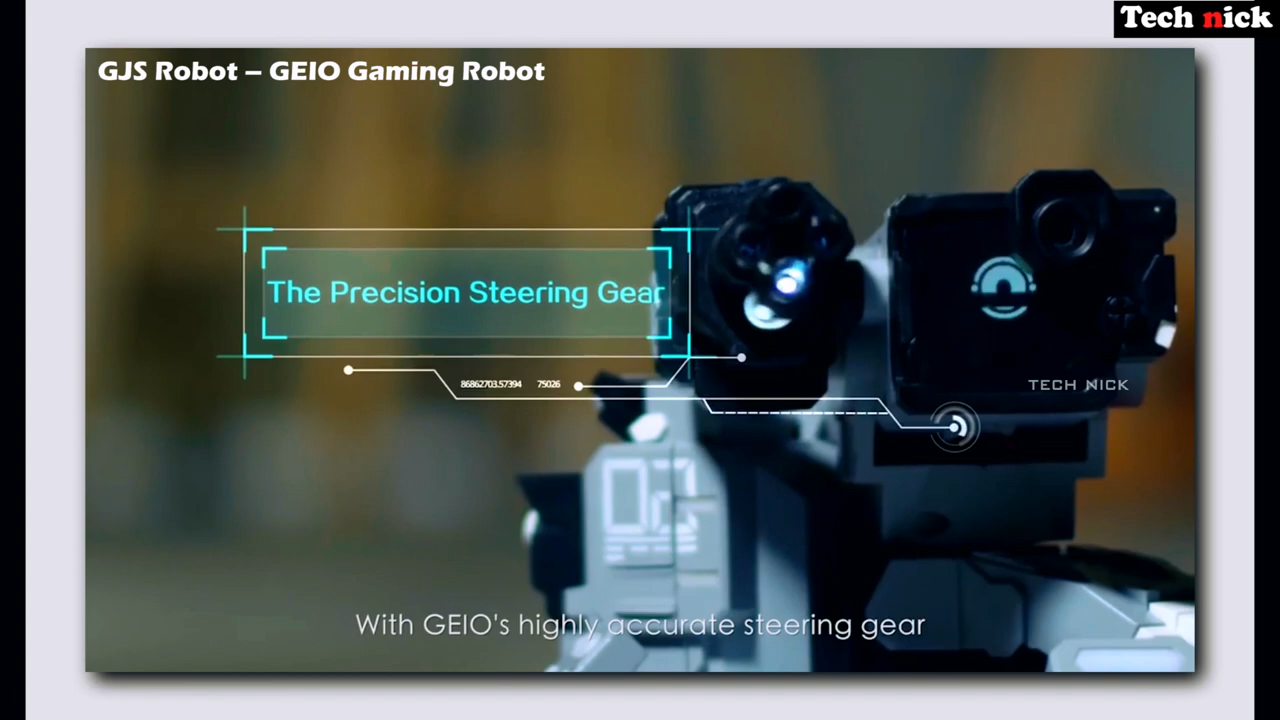 Tech nick
GJS Robot – GEIO Gaming Robot
The Precision Steering Gear
86862703.57394 75026
TECH NICK
02
With GEIO's highly accurate steering gear